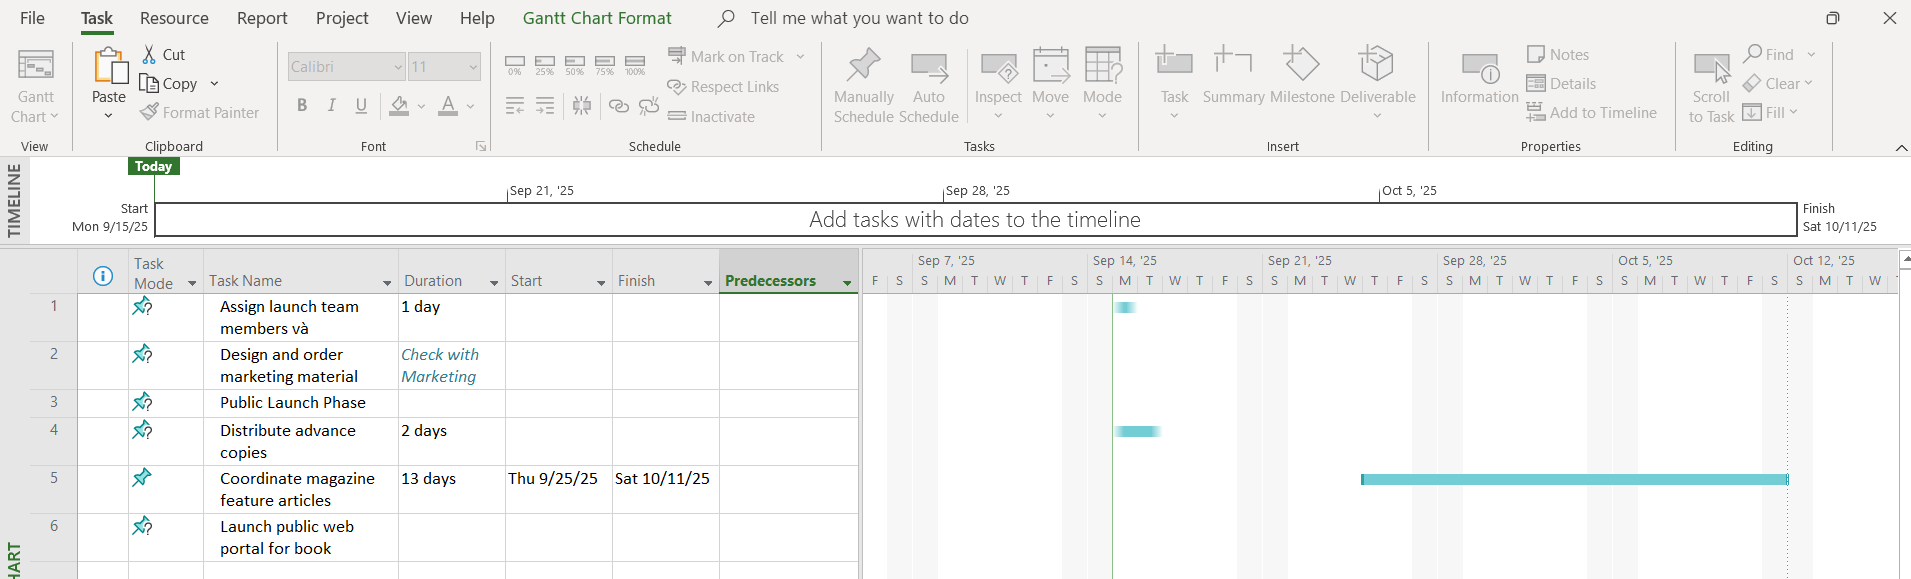 File Task Resource Report Project View Help Gantt Chart Format Tell me what you want to do
Gantt Chart
View
Paste
Cut
Copy
Format Painter
Clipboard
Calibri 11
B I U A
Font
0% 25% 50% 75% 100%
Mark on Track
Respect Links
Inactivate
Schedule
Manually Schedule
Auto Schedule
Inspect
Move
Mode
Tasks
Task
Summary
Milestone
Deliverable
Insert
Information
Notes
Details
Add to Timeline
Properties
Scroll to Task
Find
Clear
Fill
Editing
TIMELINE
Today
Sep 21, '25 Sep 28, '25 Oct 5, '25
Start
Mon 9/15/25
Add tasks with dates to the timeline
Finish
Sat 10/11/25
Task Mode Task Name Duration Start Finish Predecessors
Sep 7, '25 Sep 14, '25 Sep 21, '25 Sep 28, '25 Oct 5, '25 Oct 12, '25
F S S M T W T F S S M T W T F S S M T W T F S S M T W T F S S M T W T F S S M T W
1 Assign launch team members và 1 day
2 Design and order marketing material Check with Marketing
3 Public Launch Phase
4 Distribute advance copies 2 days
5 Coordinate magazine feature articles 13 days Thu 9/25/25 Sat 10/11/25
6 Launch public web portal for book